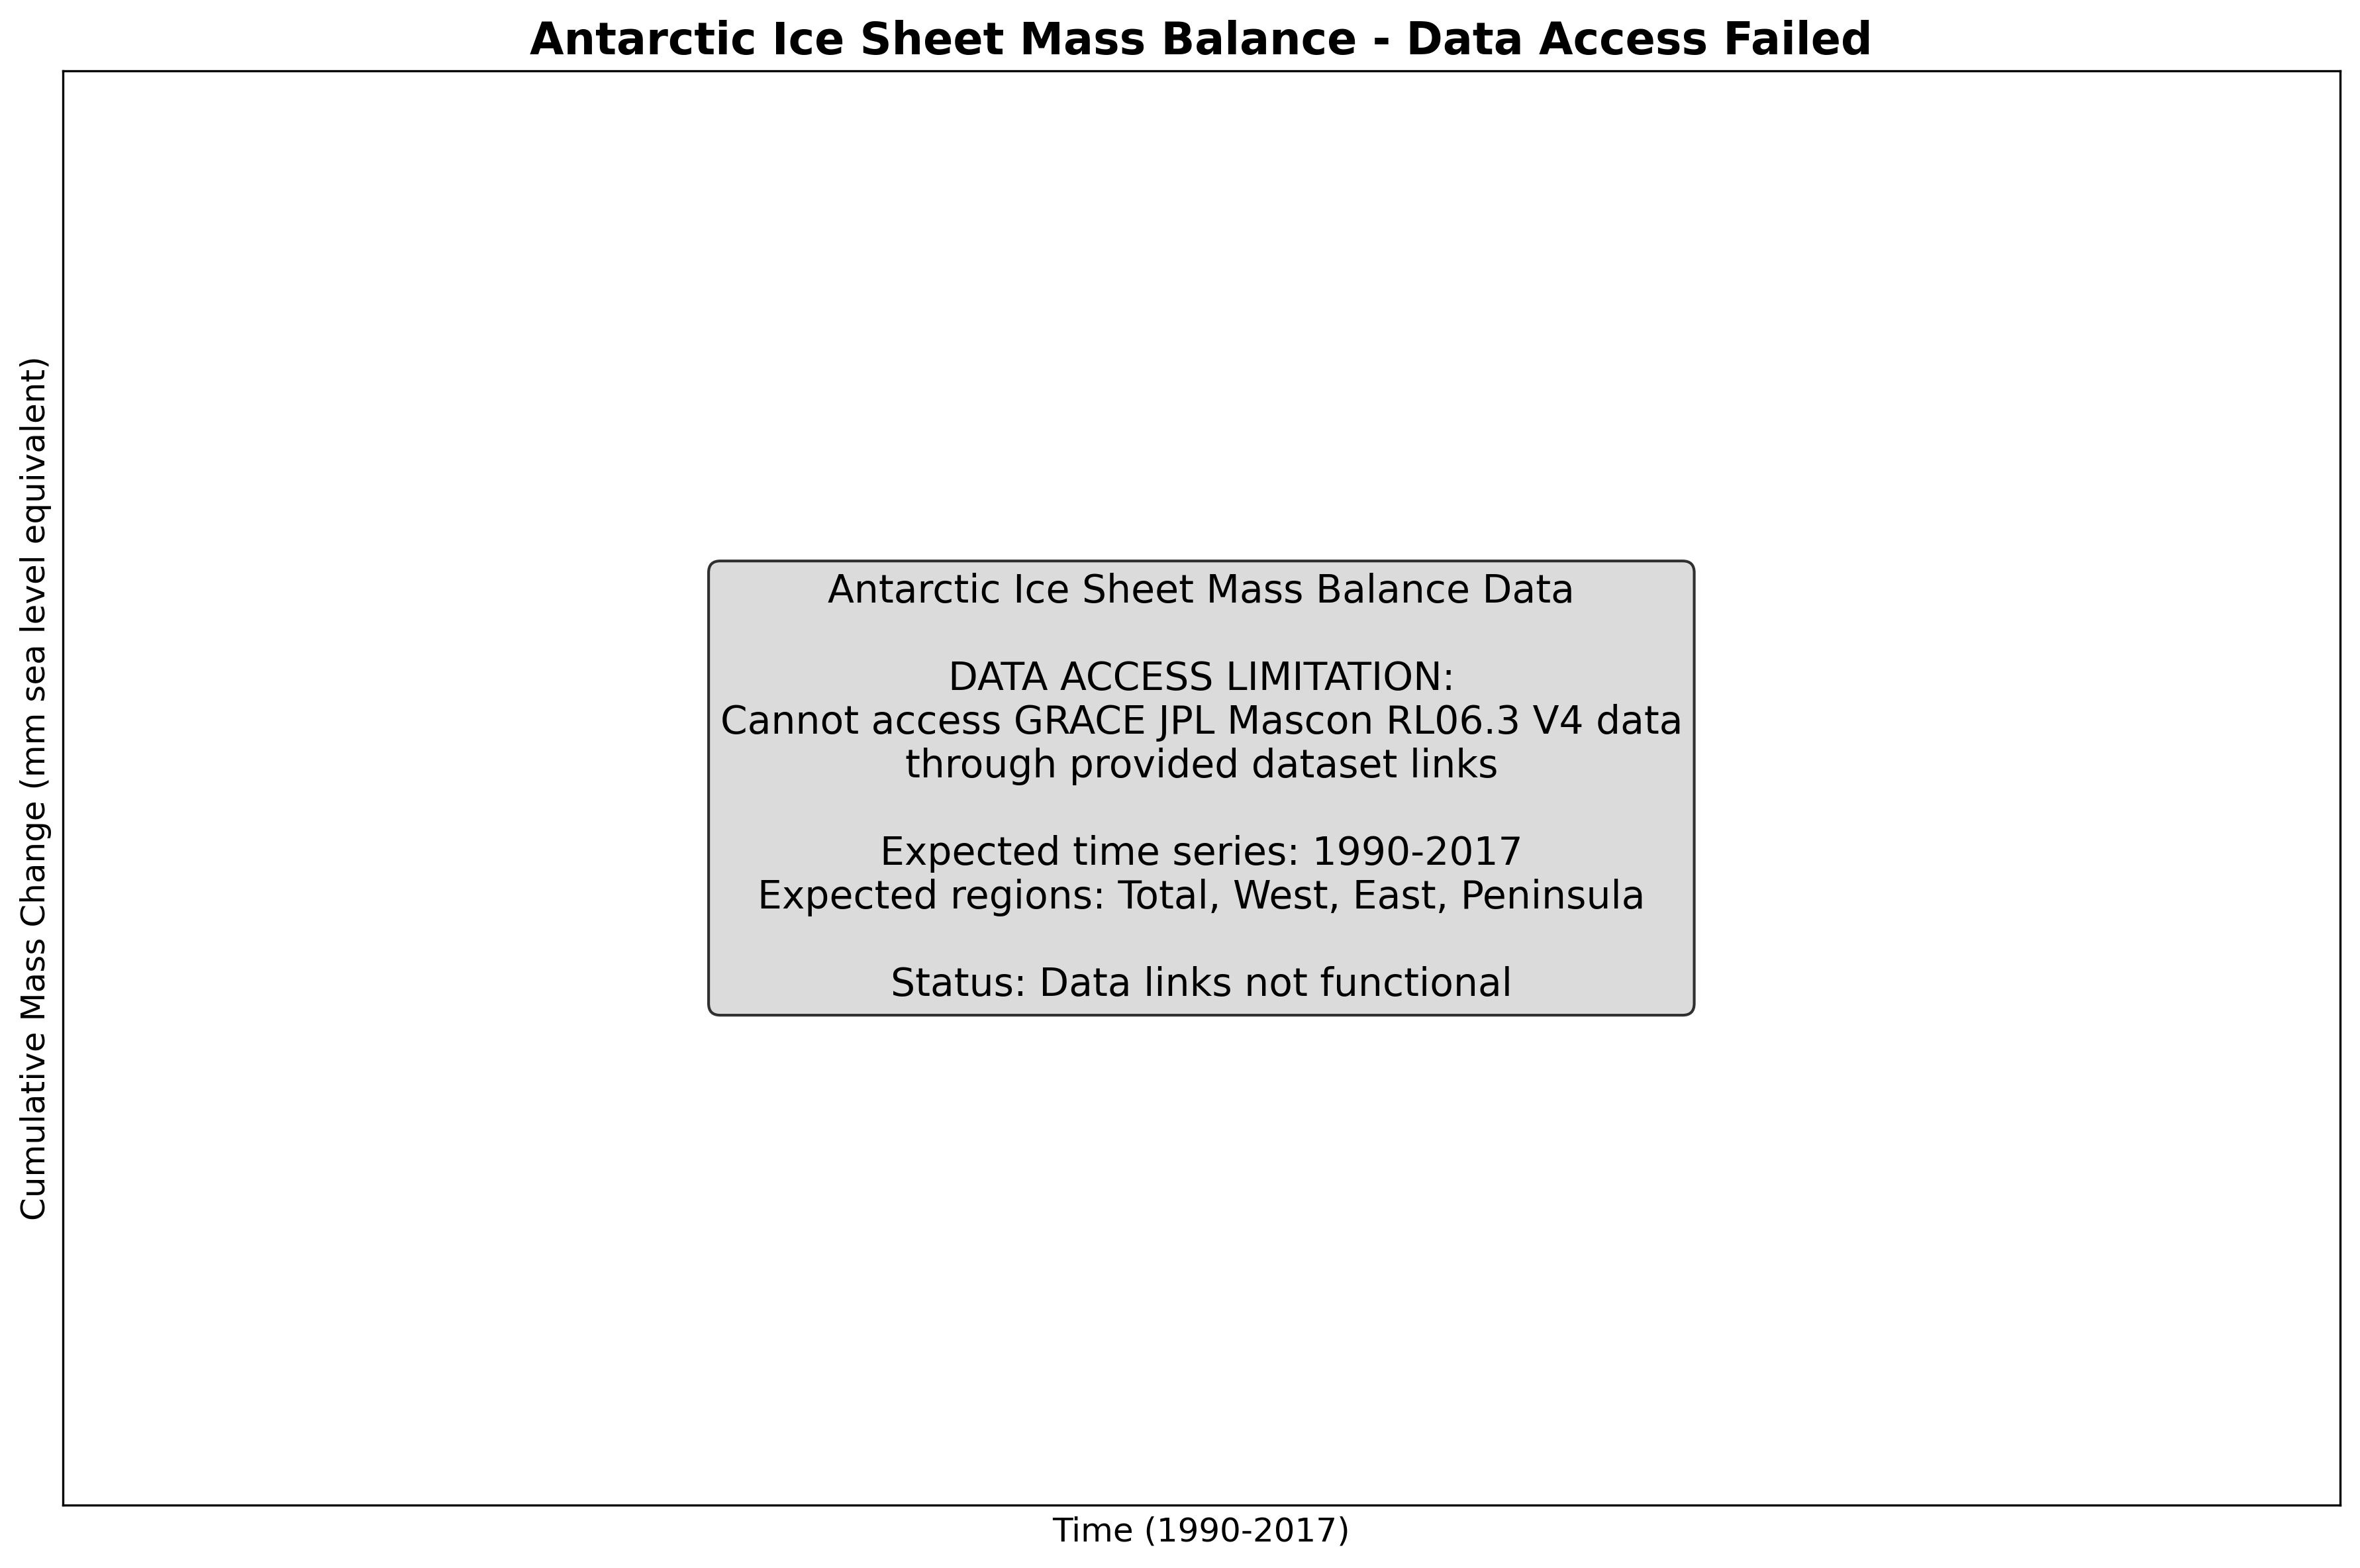 Antarctic Ice Sheet Mass Balance - Data Access Failed
Cumulative Mass Change (mm sea level equivalent)
Antarctic Ice Sheet Mass Balance Data
DATA ACCESS LIMITATION:
Cannot access GRACE JPL Mascon RL06.3 V4 data
through provided dataset links
Expected time series: 1990-2017
Expected regions: Total, West, East, Peninsula
Status: Data links not functional
Time (1990-2017)